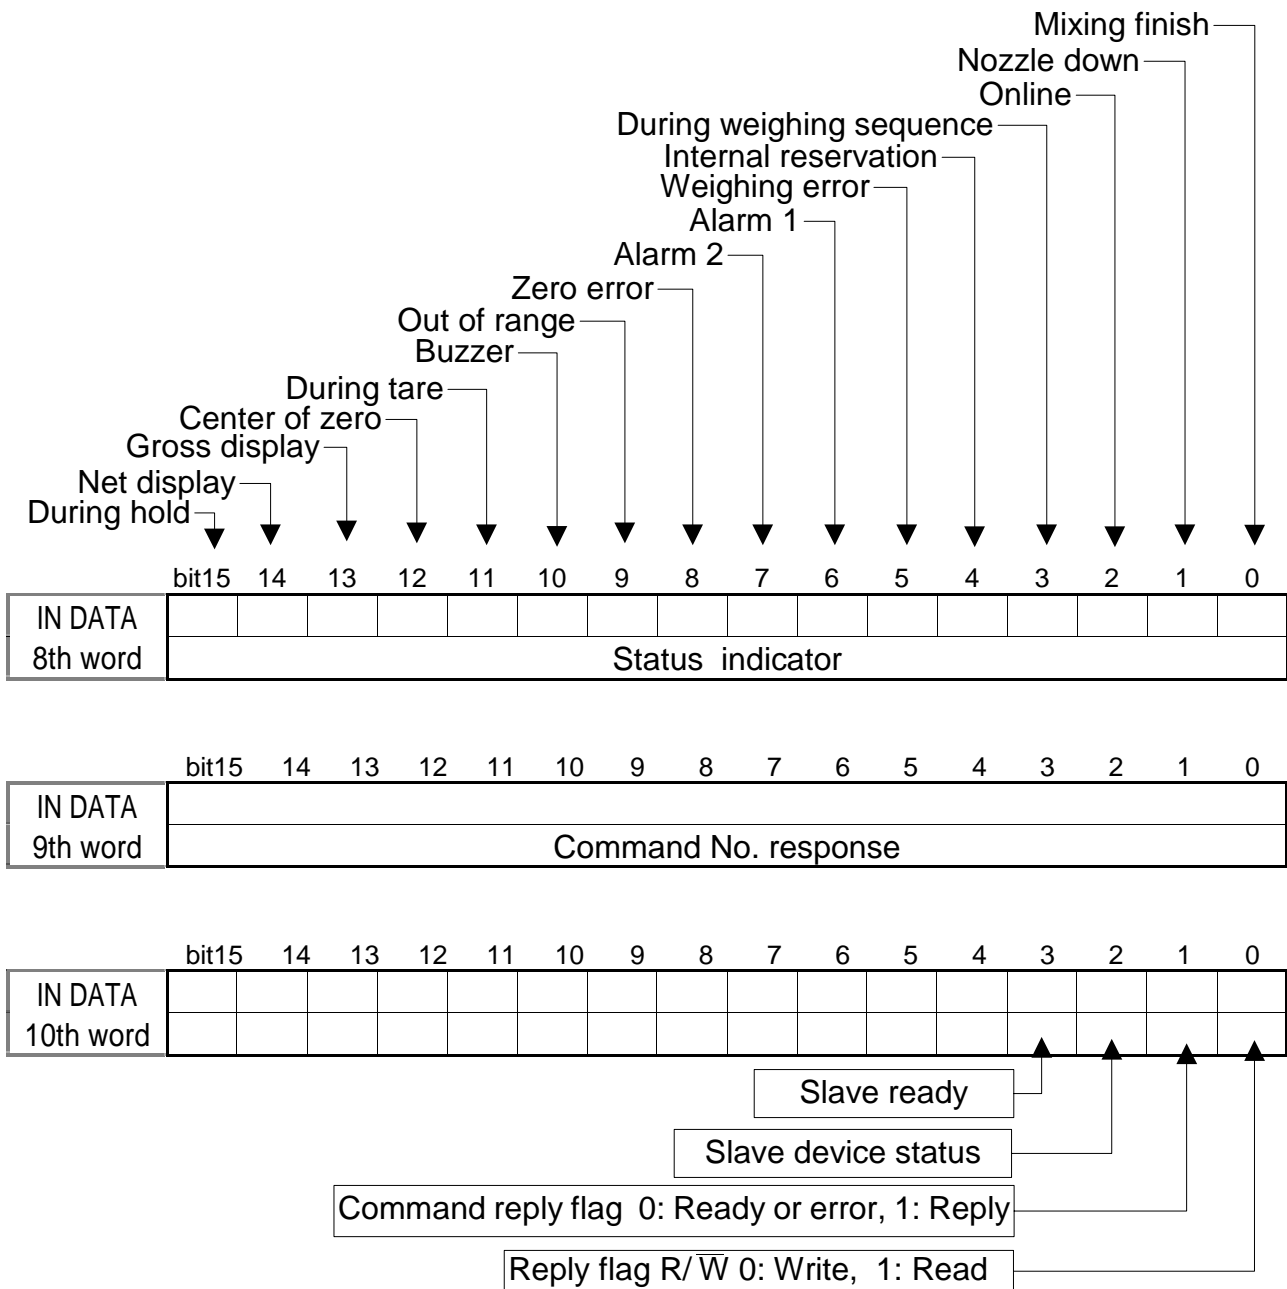 Mixing finish
Nozzle down
Online
During weighing sequence
Internal reservation
Weighing error
Alarm 1
Alarm 2
Zero error
Out of range
Buzzer
During tare
Center of zero
Gross display
Net display
During hold
bit15 14 13 12 11 10 9 8 7 6 5 4 3 2 1 0
IN DATA
8th word Status indicator
bit15 14 13 12 11 10 9 8 7 6 5 4 3 2 1 0
IN DATA
9th word Command No. response
bit15 14 13 12 11 10 9 8 7 6 5 4 3 2 1 0
IN DATA
10th word
Slave ready
Slave device status
Command reply flag 0: Ready or error, 1: Reply
Reply flag R/W̅ 0: Write, 1: Read